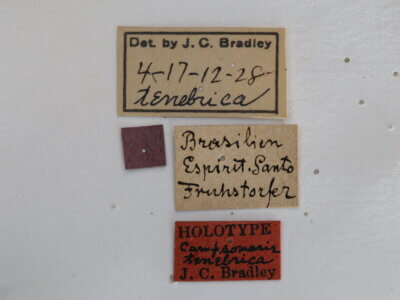 Det. by J. C. Bradley
4-17-12-28-
tenebrica
Brasilien
Espirit. Santo
Fruhstorfer
HOLOTYPE
Campsomeris
tenebrica
J. C. Bradley